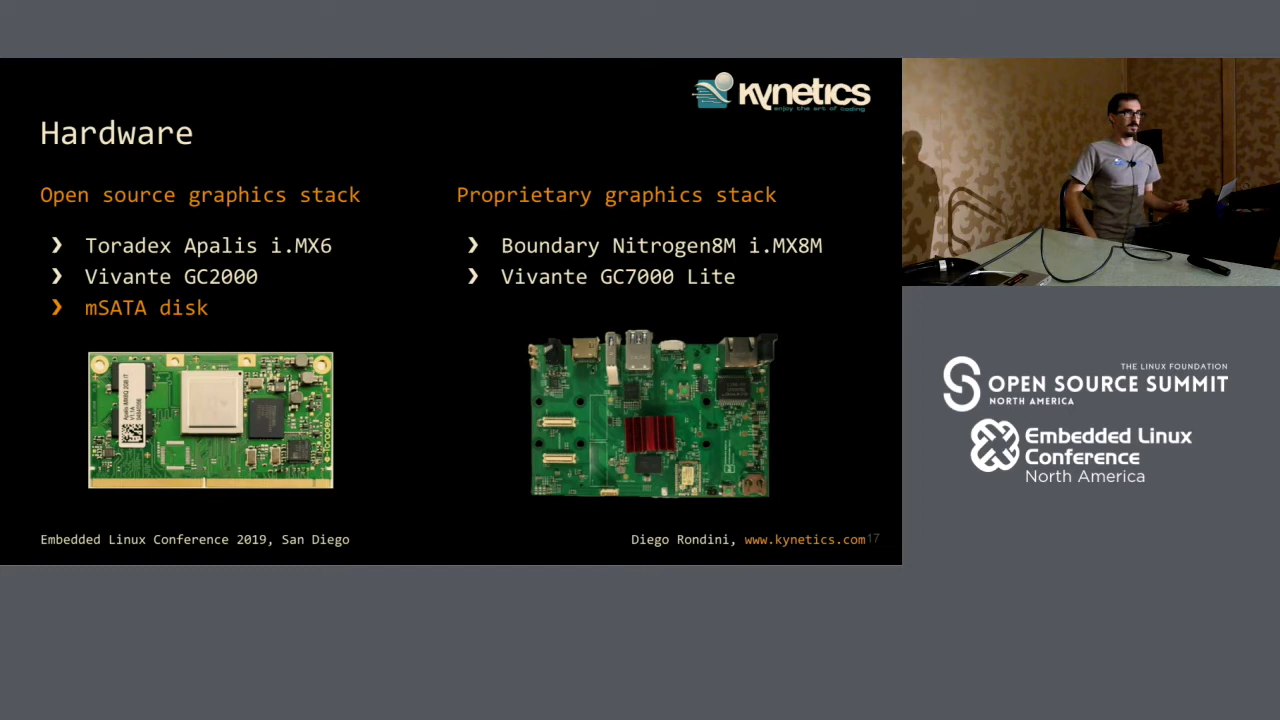 kynetics
enjoy the art of coding
Hardware
Open source graphics stack
❯ Toradex Apalis i.MX6
❯ Vivante GC2000
❯ mSATA disk
Proprietary graphics stack
❯ Boundary Nitrogen8M i.MX8M
❯ Vivante GC7000 Lite
Toradex
Embedded Linux Conference 2019, San Diego
Diego Rondini, www.kynetics.com 17
THE LINUX FOUNDATION
OPEN SOURCE SUMMIT
NORTH AMERICA
Embedded Linux
Conference
North America